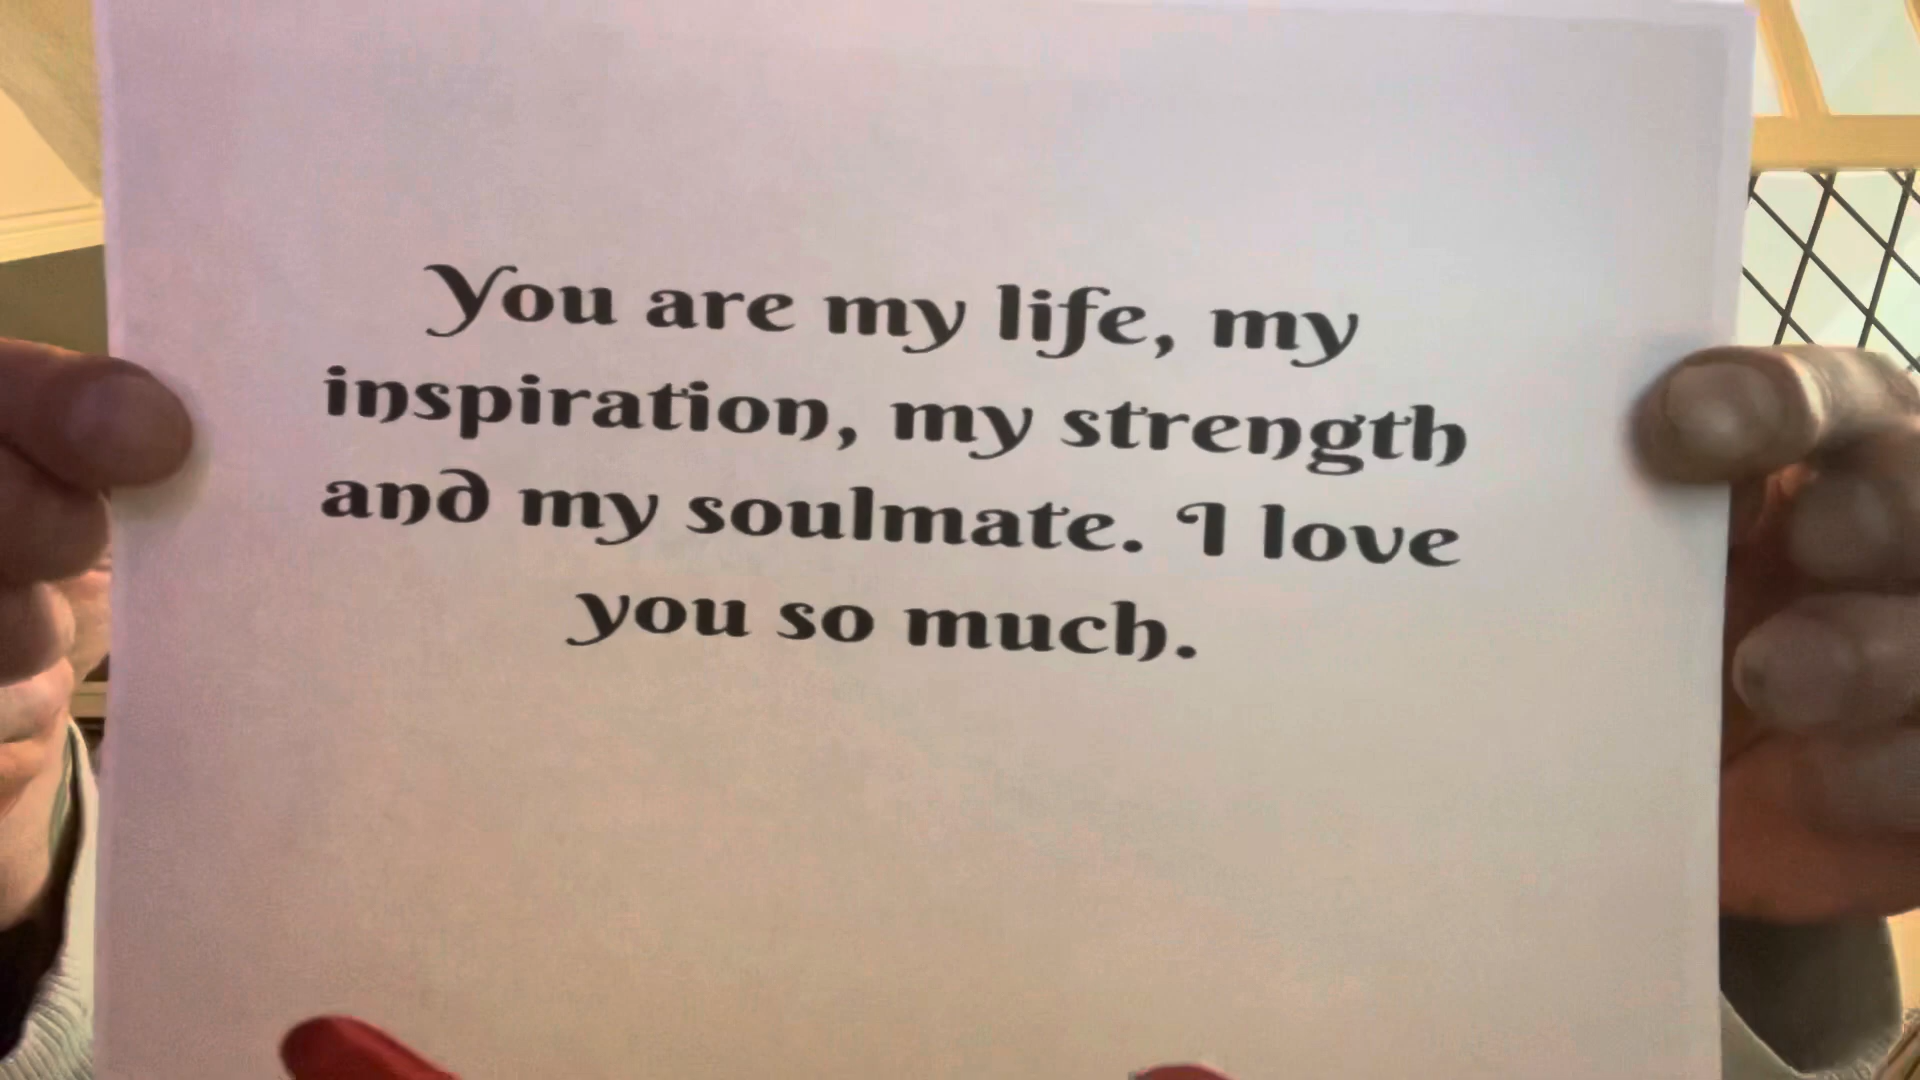 You are my life, my
inspiration, my strength
and my soulmate. I love
you so much.